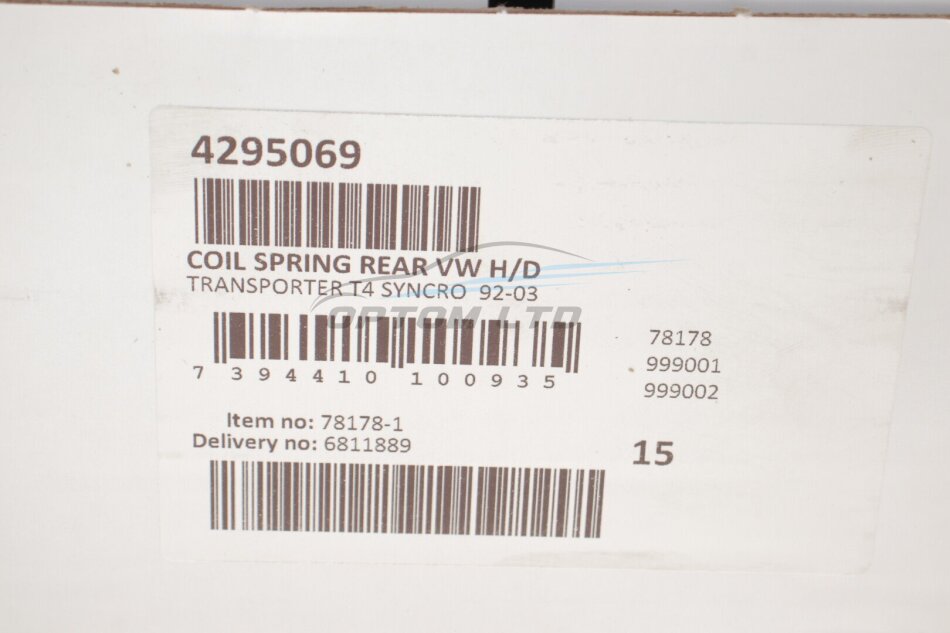 4295069
COIL SPRING REAR VW H/D
TRANSPORTER T4 SYNCRO 92-03
OPTOM LTD
7 394410 100935
78178
999001
999002
Item no: 78178-1
Delivery no: 6811889
15